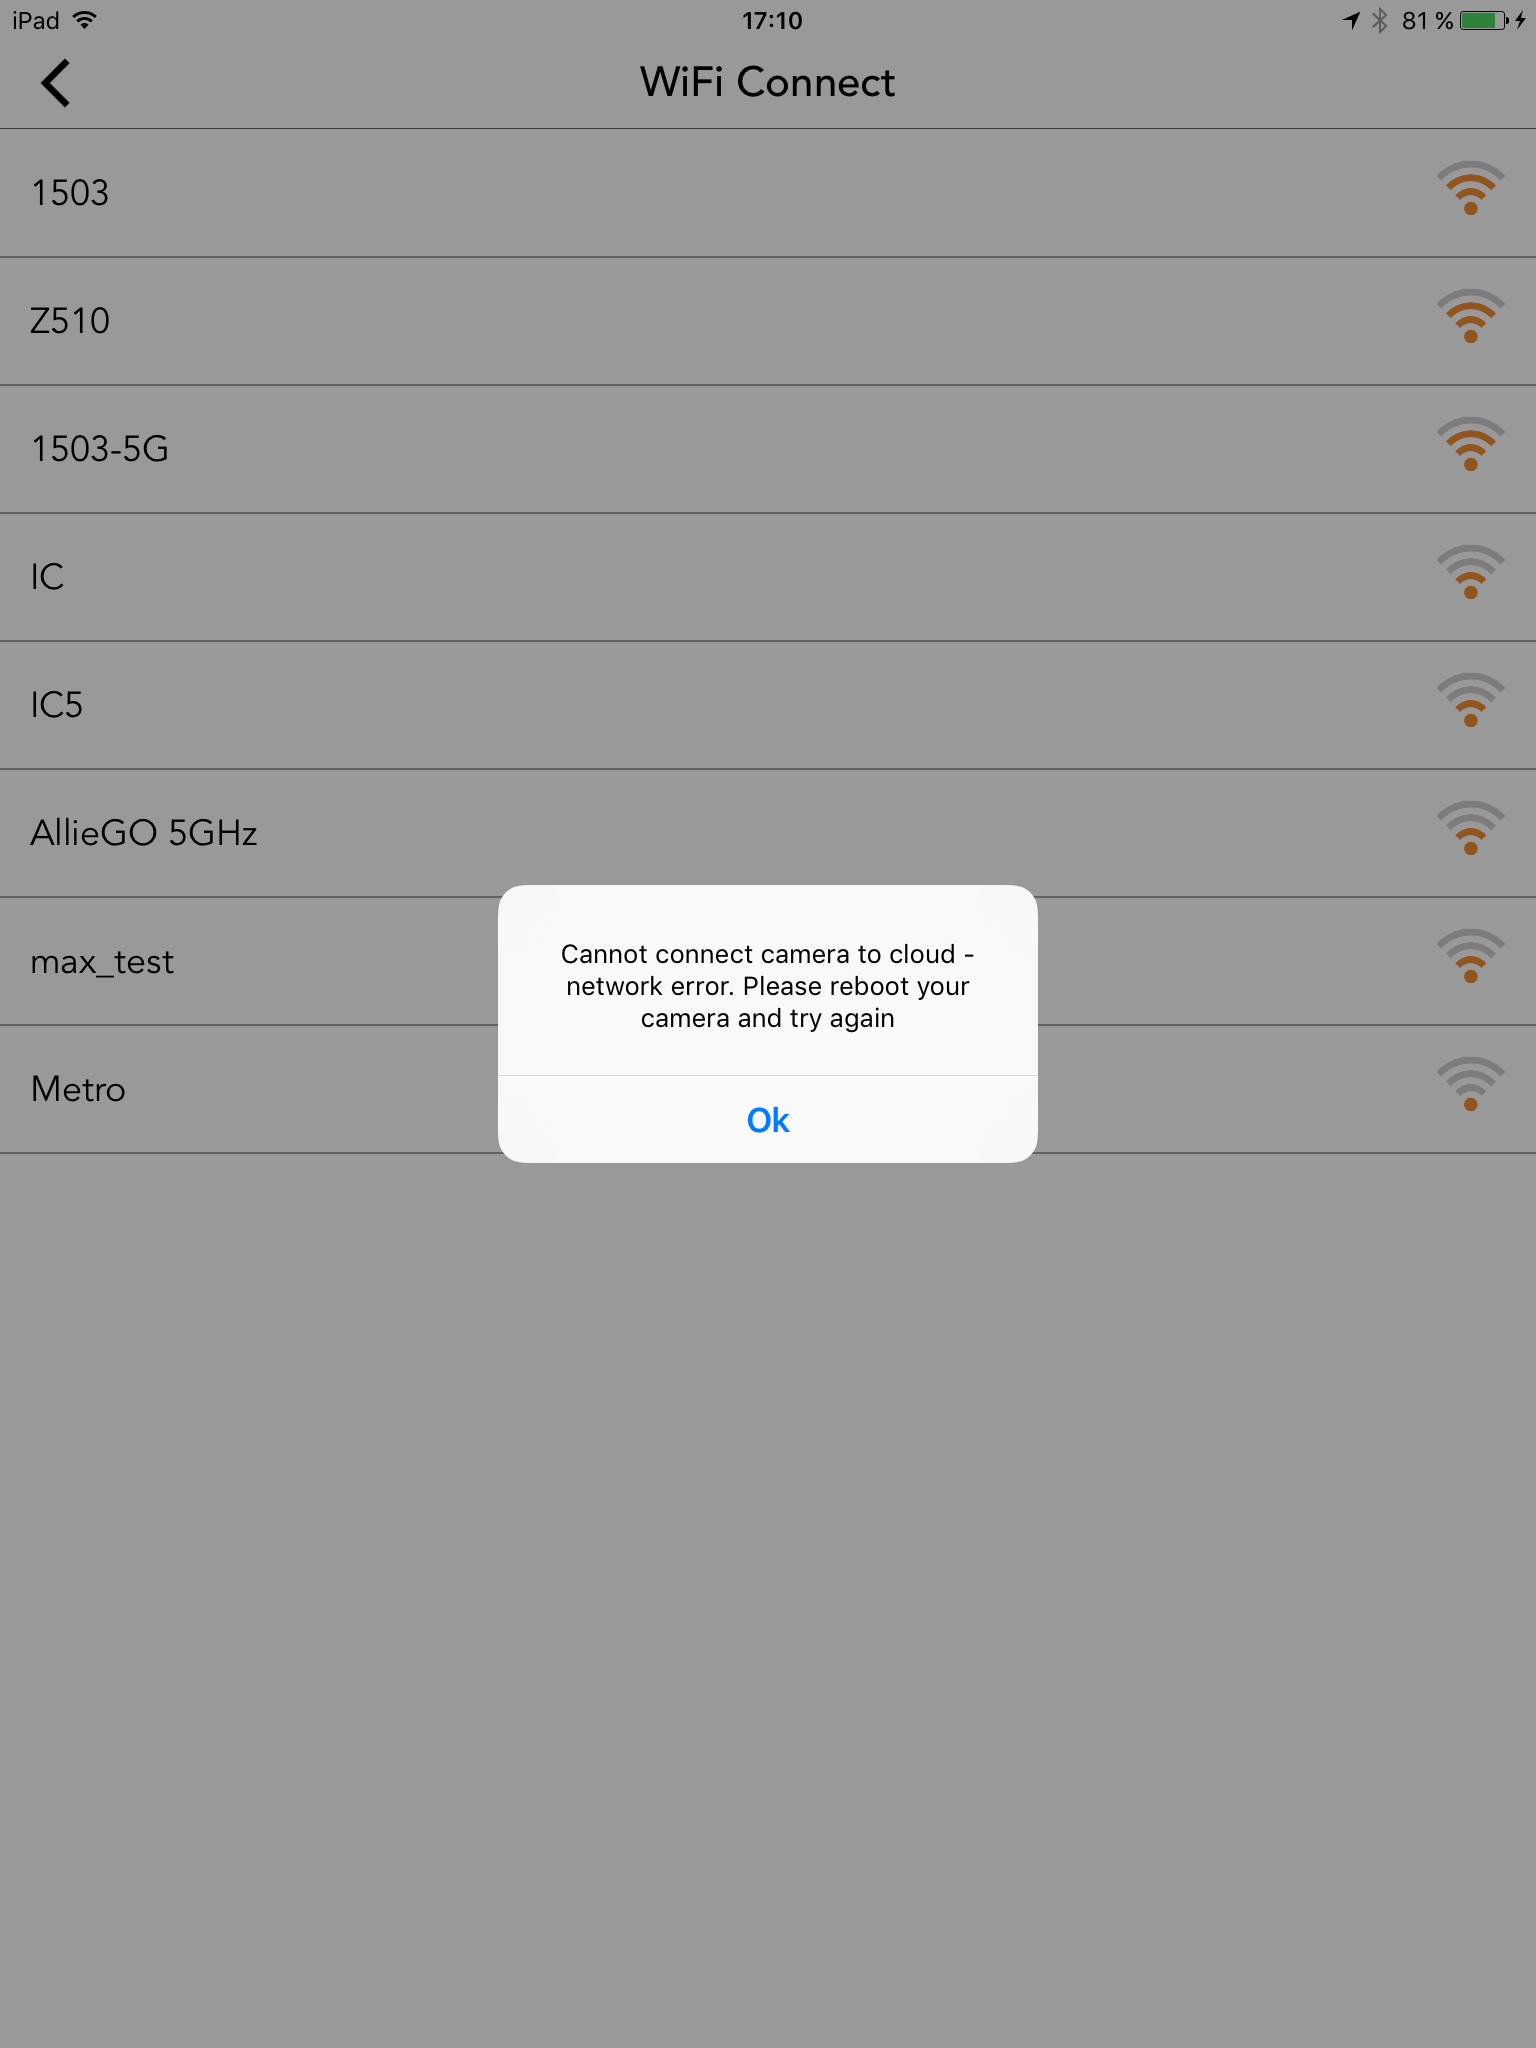 iPad 17:10 81 %
WiFi Connect
1503
Z510
1503-5G
IC
IC5
AllieGO 5GHz
max_test
Metro
Cannot connect camera to cloud -
network error. Please reboot your
camera and try again
Ok